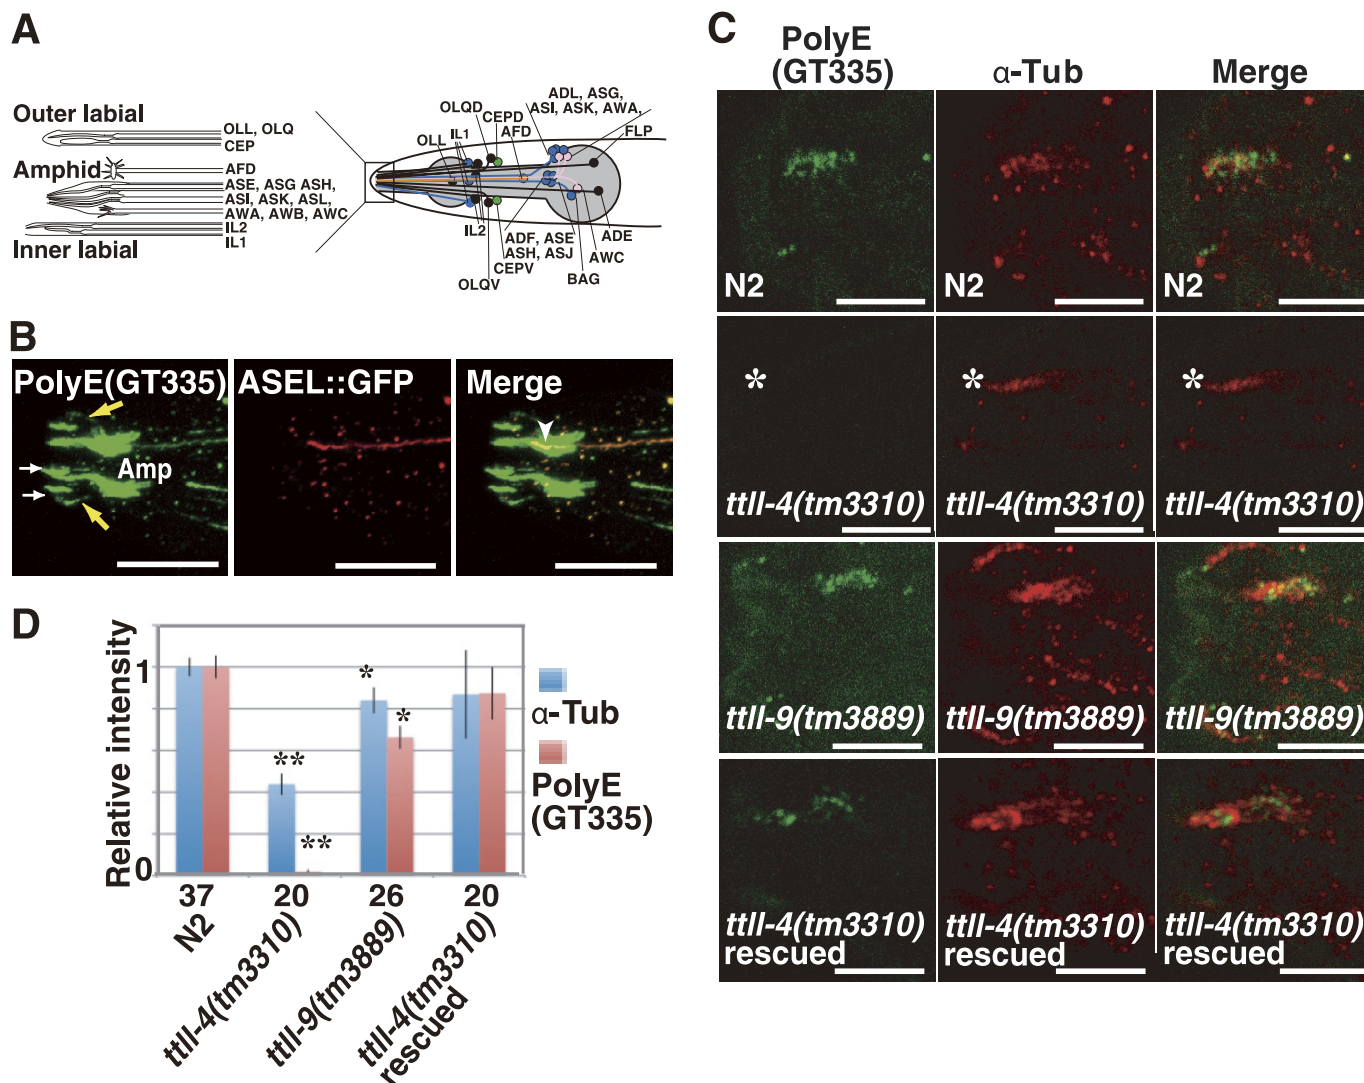 A
Outer labial
OLL, OLQ
CEP
Amphid
AFD
ASE, ASG ASH,
ASI, ASK, ASL,
AWA, AWB, AWC
IL2
IL1
Inner labial
OLQD
CEPD
ADL, ASG,
ASI, ASK, AWA,
OLL
IL1
AFD
FLP
IL2
ADF, ASE
ASH, ASJ
CEPV
OLQV
ADE
AWC
BAG
B
PolyE(GT335)
ASEL::GFP
Merge
Amp
C
PolyE
(GT335)
α-Tub
Merge
N2
N2
N2
*
*
*
ttll-4(tm3310)
ttll-4(tm3310)
ttll-4(tm3310)
ttll-9(tm3889)
ttll-9(tm3889)
ttll-9(tm3889)
ttll-4(tm3310)
rescued
ttll-4(tm3310)
rescued
ttll-4(tm3310)
rescued
D
Relative intensity
1
0
**
**
*
*
α-Tub
PolyE
(GT335)
37
20
26
20
N2
ttll-4(tm3310)
ttll-9(tm3889)
ttll-4(tm3310)
rescued